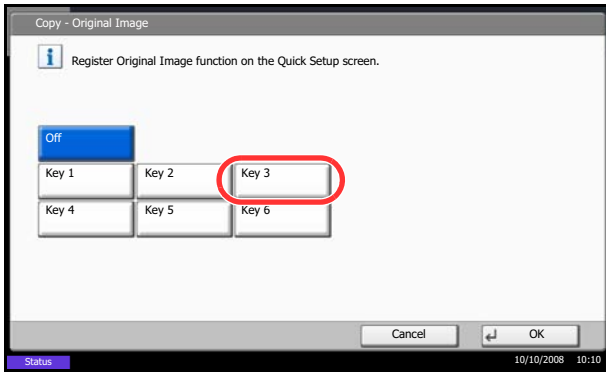 Copy - Original Image
Register Original Image function on the Quick Setup screen.
Off
Key 1 Key 2 Key 3
Key 4 Key 5 Key 6
Cancel OK
Status 10/10/2008 10:10